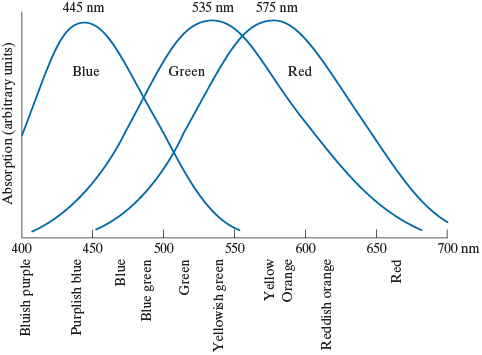 445 nm
535 nm
575 nm
Absorption (arbitrary units)
Blue
Green
Red
400
450
500
550
600
650
700 nm
Bluish purple
Purplish blue
Blue
Blue green
Green
Yellowish green
Yellow
Orange
Reddish orange
Red